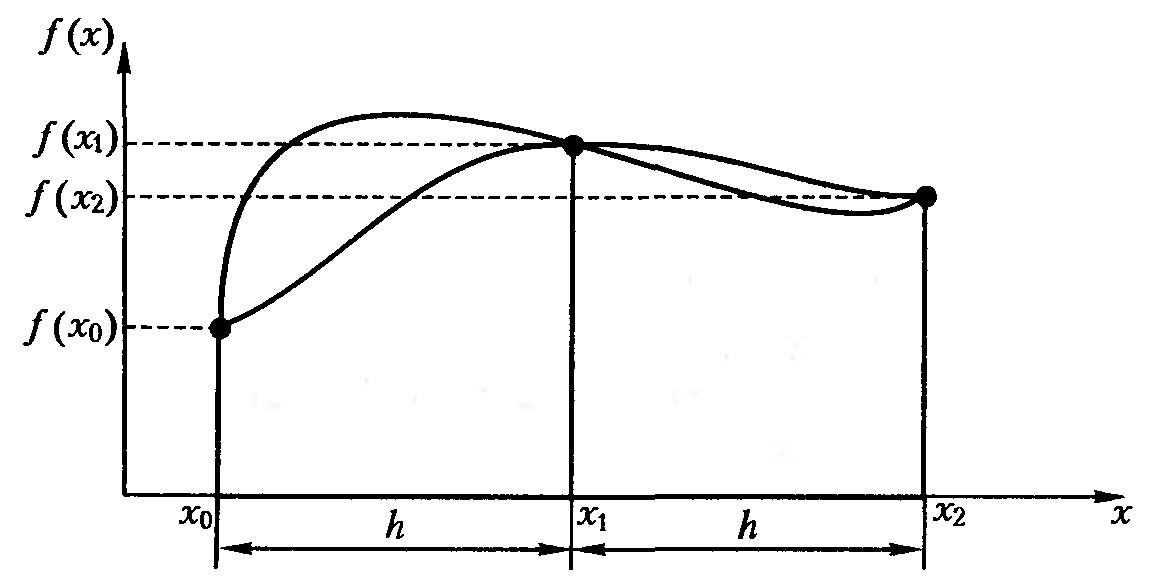 f(x)
f(x₁)
f(x₂)
f(x₀)
x₀ h x₁ h x₂ x